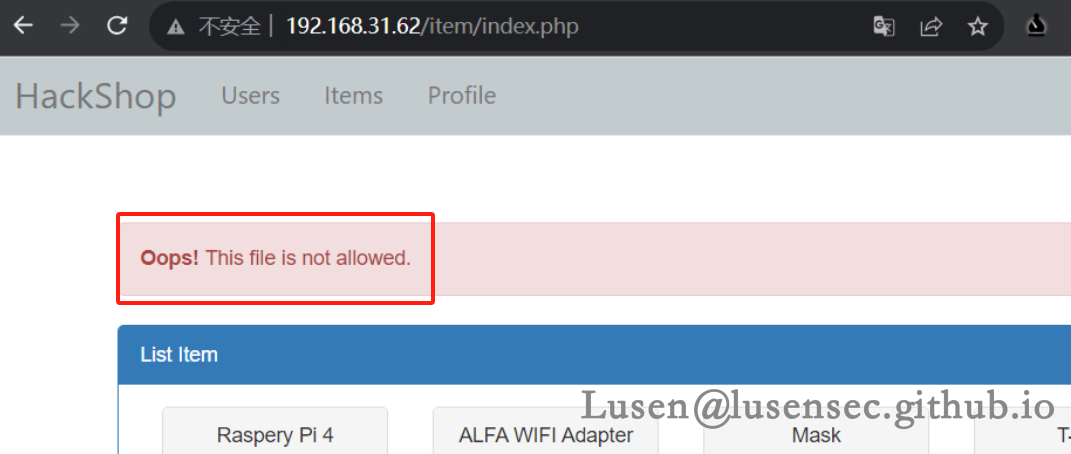 不安全 192.168.31.62/item/index.php
HackShop Users Items Profile
Oops! This file is not allowed.
List Item
Raspery Pi 4 ALFA WIFI Adapter Mask
Lusen@lusensec.github.io